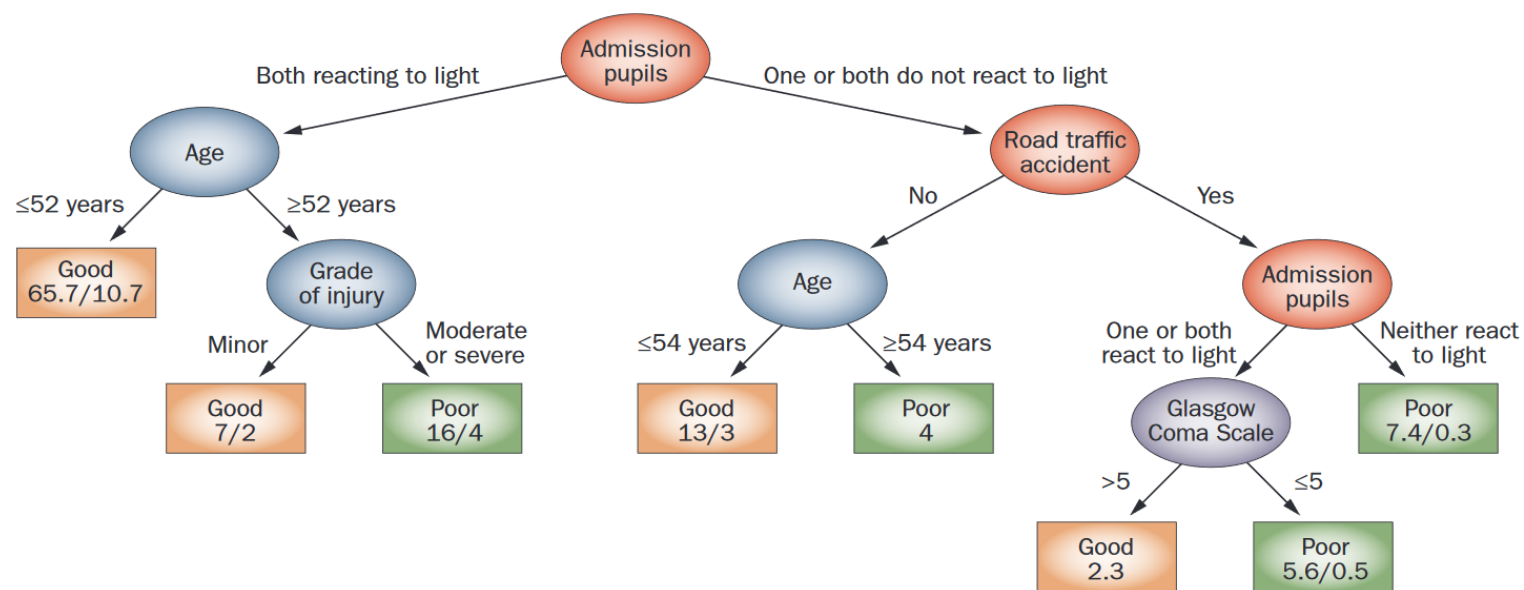 Admission
pupils
Both reacting to light
One or both do not react to light
Age
Road traffic
accident
≤52 years
≥52 years
No
Yes
Good
65.7/10.7
Grade
of injury
Age
Admission
pupils
Minor
Moderate
or severe
≤54 years
≥54 years
One or both
react to light
Neither react
to light
Good
7/2
Poor
16/4
Good
13/3
Poor
4
Glasgow
Coma Scale
Poor
7.4/0.3
>5
≤5
Good
2.3
Poor
5.6/0.5